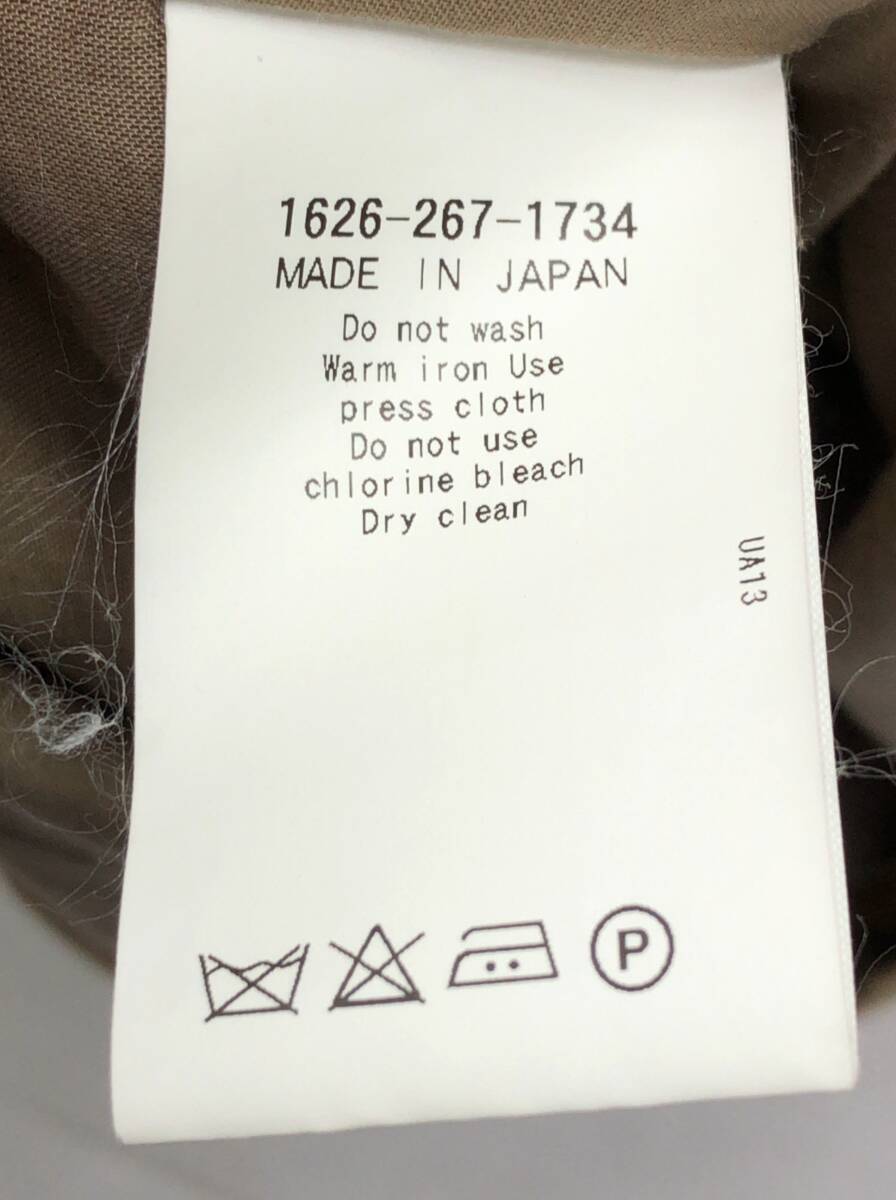 1626-267-1734
MADE IN JAPAN
Do not wash
Warm iron Use
press cloth
Do not use
chlorine bleach
Dry clean
UA13
P